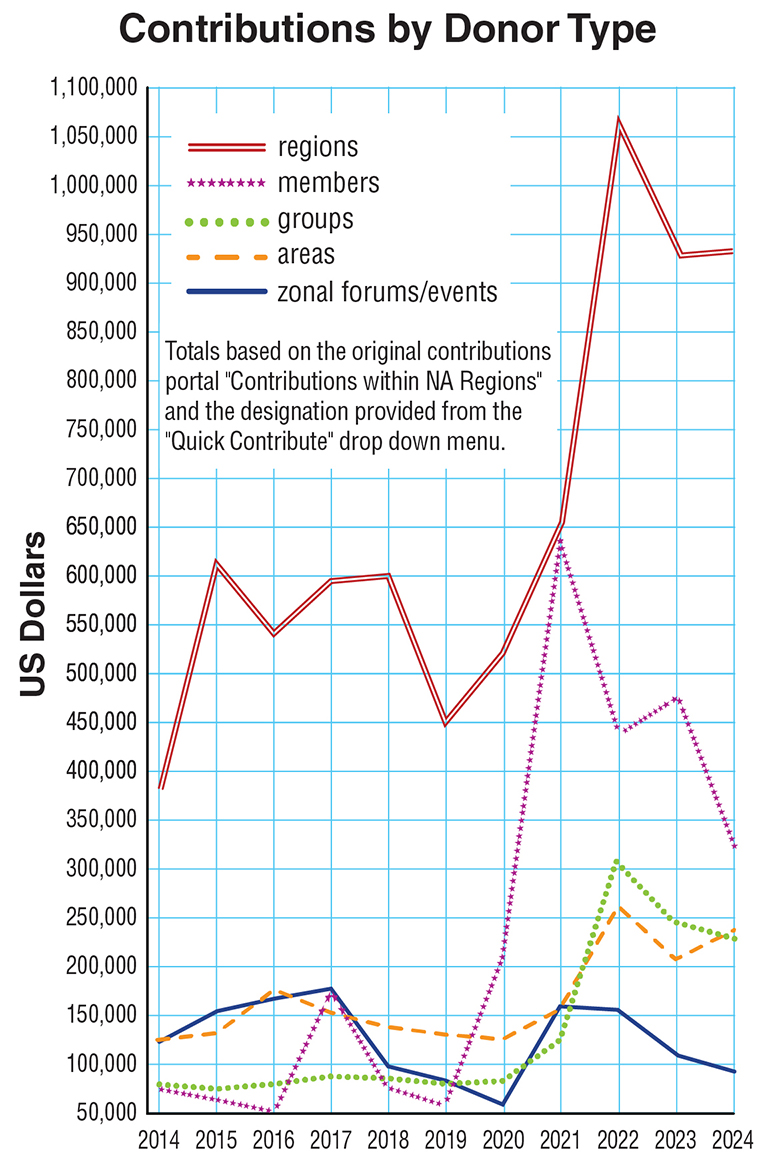 Contributions by Donor Type
1,100,000
1,050,000
1,000,000
950,000
900,000
850,000
800,000
750,000
700,000
650,000
600,000
550,000
500,000
450,000
400,000
350,000
300,000
250,000
200,000
150,000
100,000
50,000
US Dollars
regions
members
groups
areas
zonal forums/events
Totals based on the original contributions
portal "Contributions within NA Regions"
and the designation provided from the
"Quick Contribute" drop down menu.
2014 2015 2016 2017 2018 2019 2020 2021 2022 2023 2024